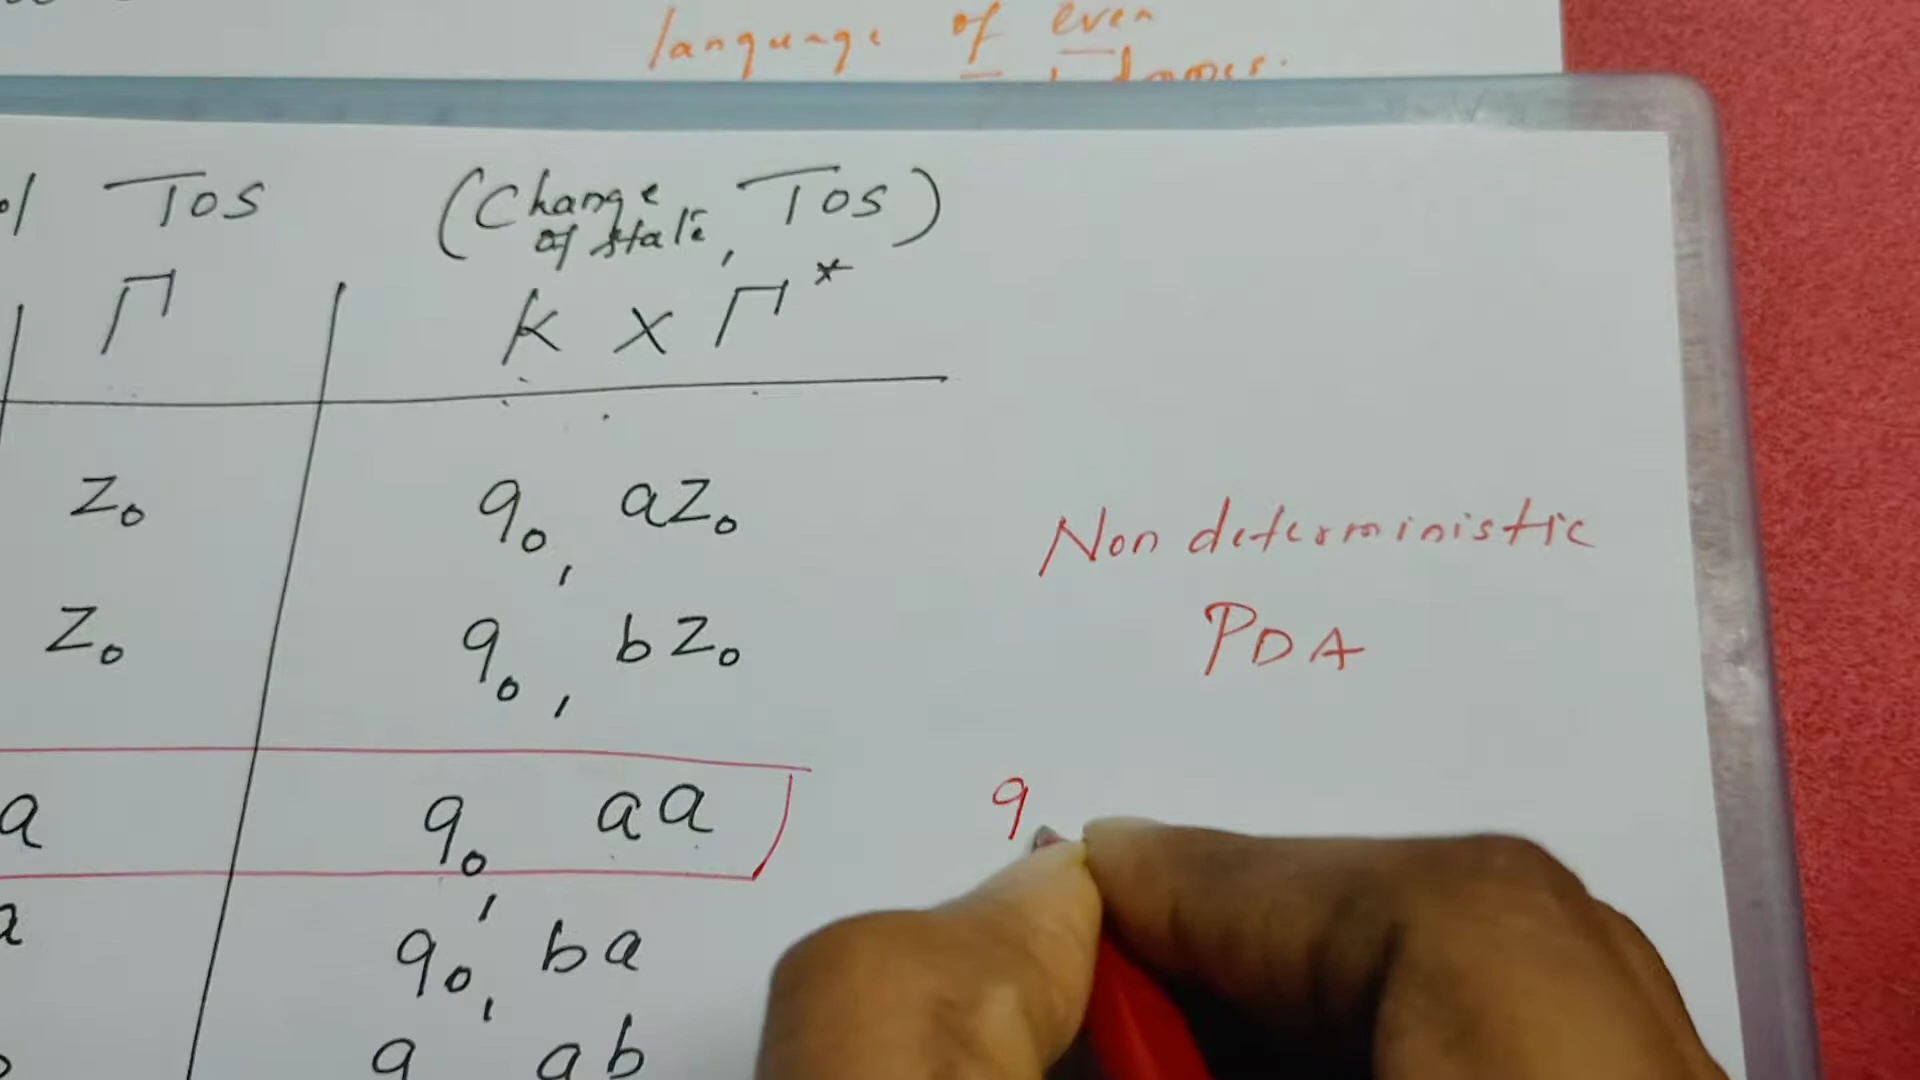 language of even
TOS (Change of state, TOS)
Γ K X Γ*
Z₀ q₀, aZ₀
Z₀ q₀, bZ₀
Non deterministic
PDA
a q₀, aa
q
a q₀, ba
q ab